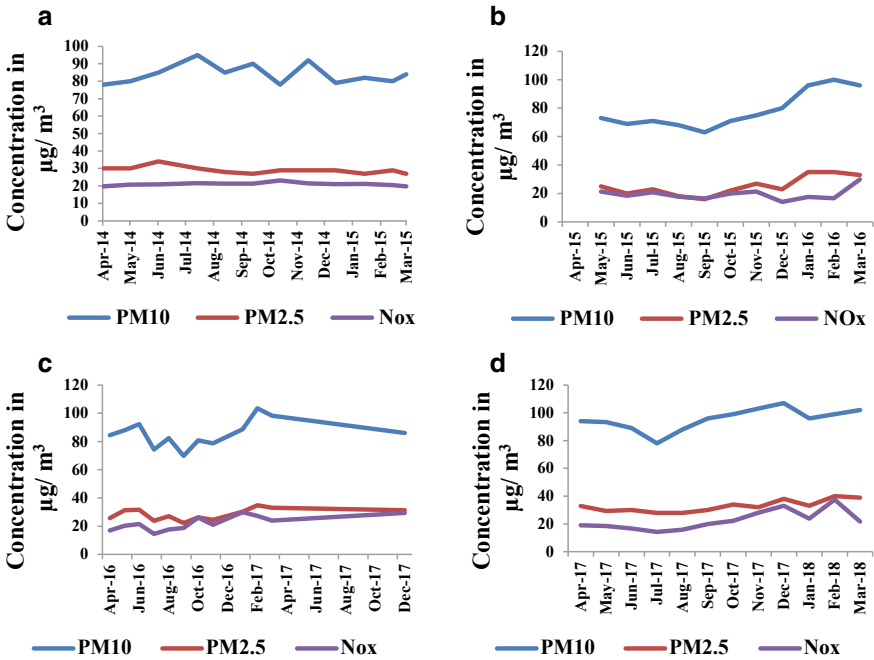 a
Concentration in
µg/ m³
100
90
80
70
60
50
40
30
20
10
0
Apr-14
May-14
Jun-14
Jul-14
Aug-14
Sep-14
Oct-14
Nov-14
Dec-14
Jan-15
Feb-15
Mar-15
PM10 PM2.5 Nox
b
Concentration in
µg/ m³
120
100
80
60
40
20
0
Apr-15
May-15
Jun-15
Jul-15
Aug-15
Sep-15
Oct-15
Nov-15
Dec-15
Jan-16
Feb-16
Mar-16
PM10 PM2.5 NOx
c
Concentration in
µg/ m³
120
100
80
60
40
20
0
Apr-16
Jun-16
Aug-16
Oct-16
Dec-16
Feb-17
Apr-17
Jun-17
Aug-17
Oct-17
Dec-17
PM10 PM2.5 Nox
d
Concentration in
µg/ m³
120
100
80
60
40
20
0
Apr-17
May-17
Jun-17
Jul-17
Aug-17
Sep-17
Oct-17
Nov-17
Dec-17
Jan-18
Feb-18
Mar-18
PM10 PM2.5 Nox